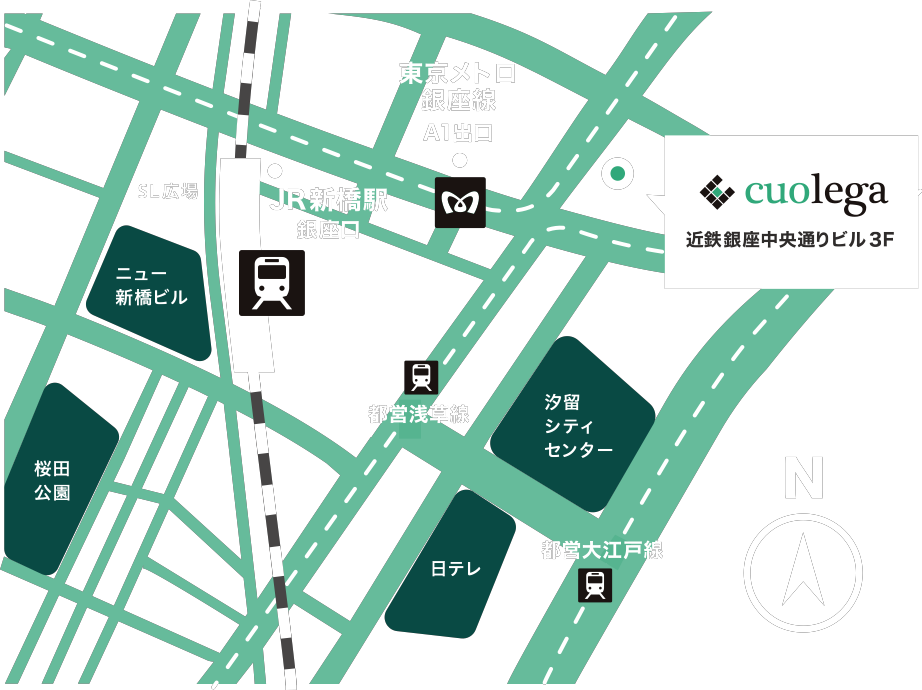 東京メトロ
銀座線
A1出口
SL広場
JR新橋駅
銀座口
cuolega
近鉄銀座中央通りビル3F
ニュー
新橋ビル
都営浅草線
汐留
シティ
センター
桜田
公園
日テレ
都営大江戸線
N